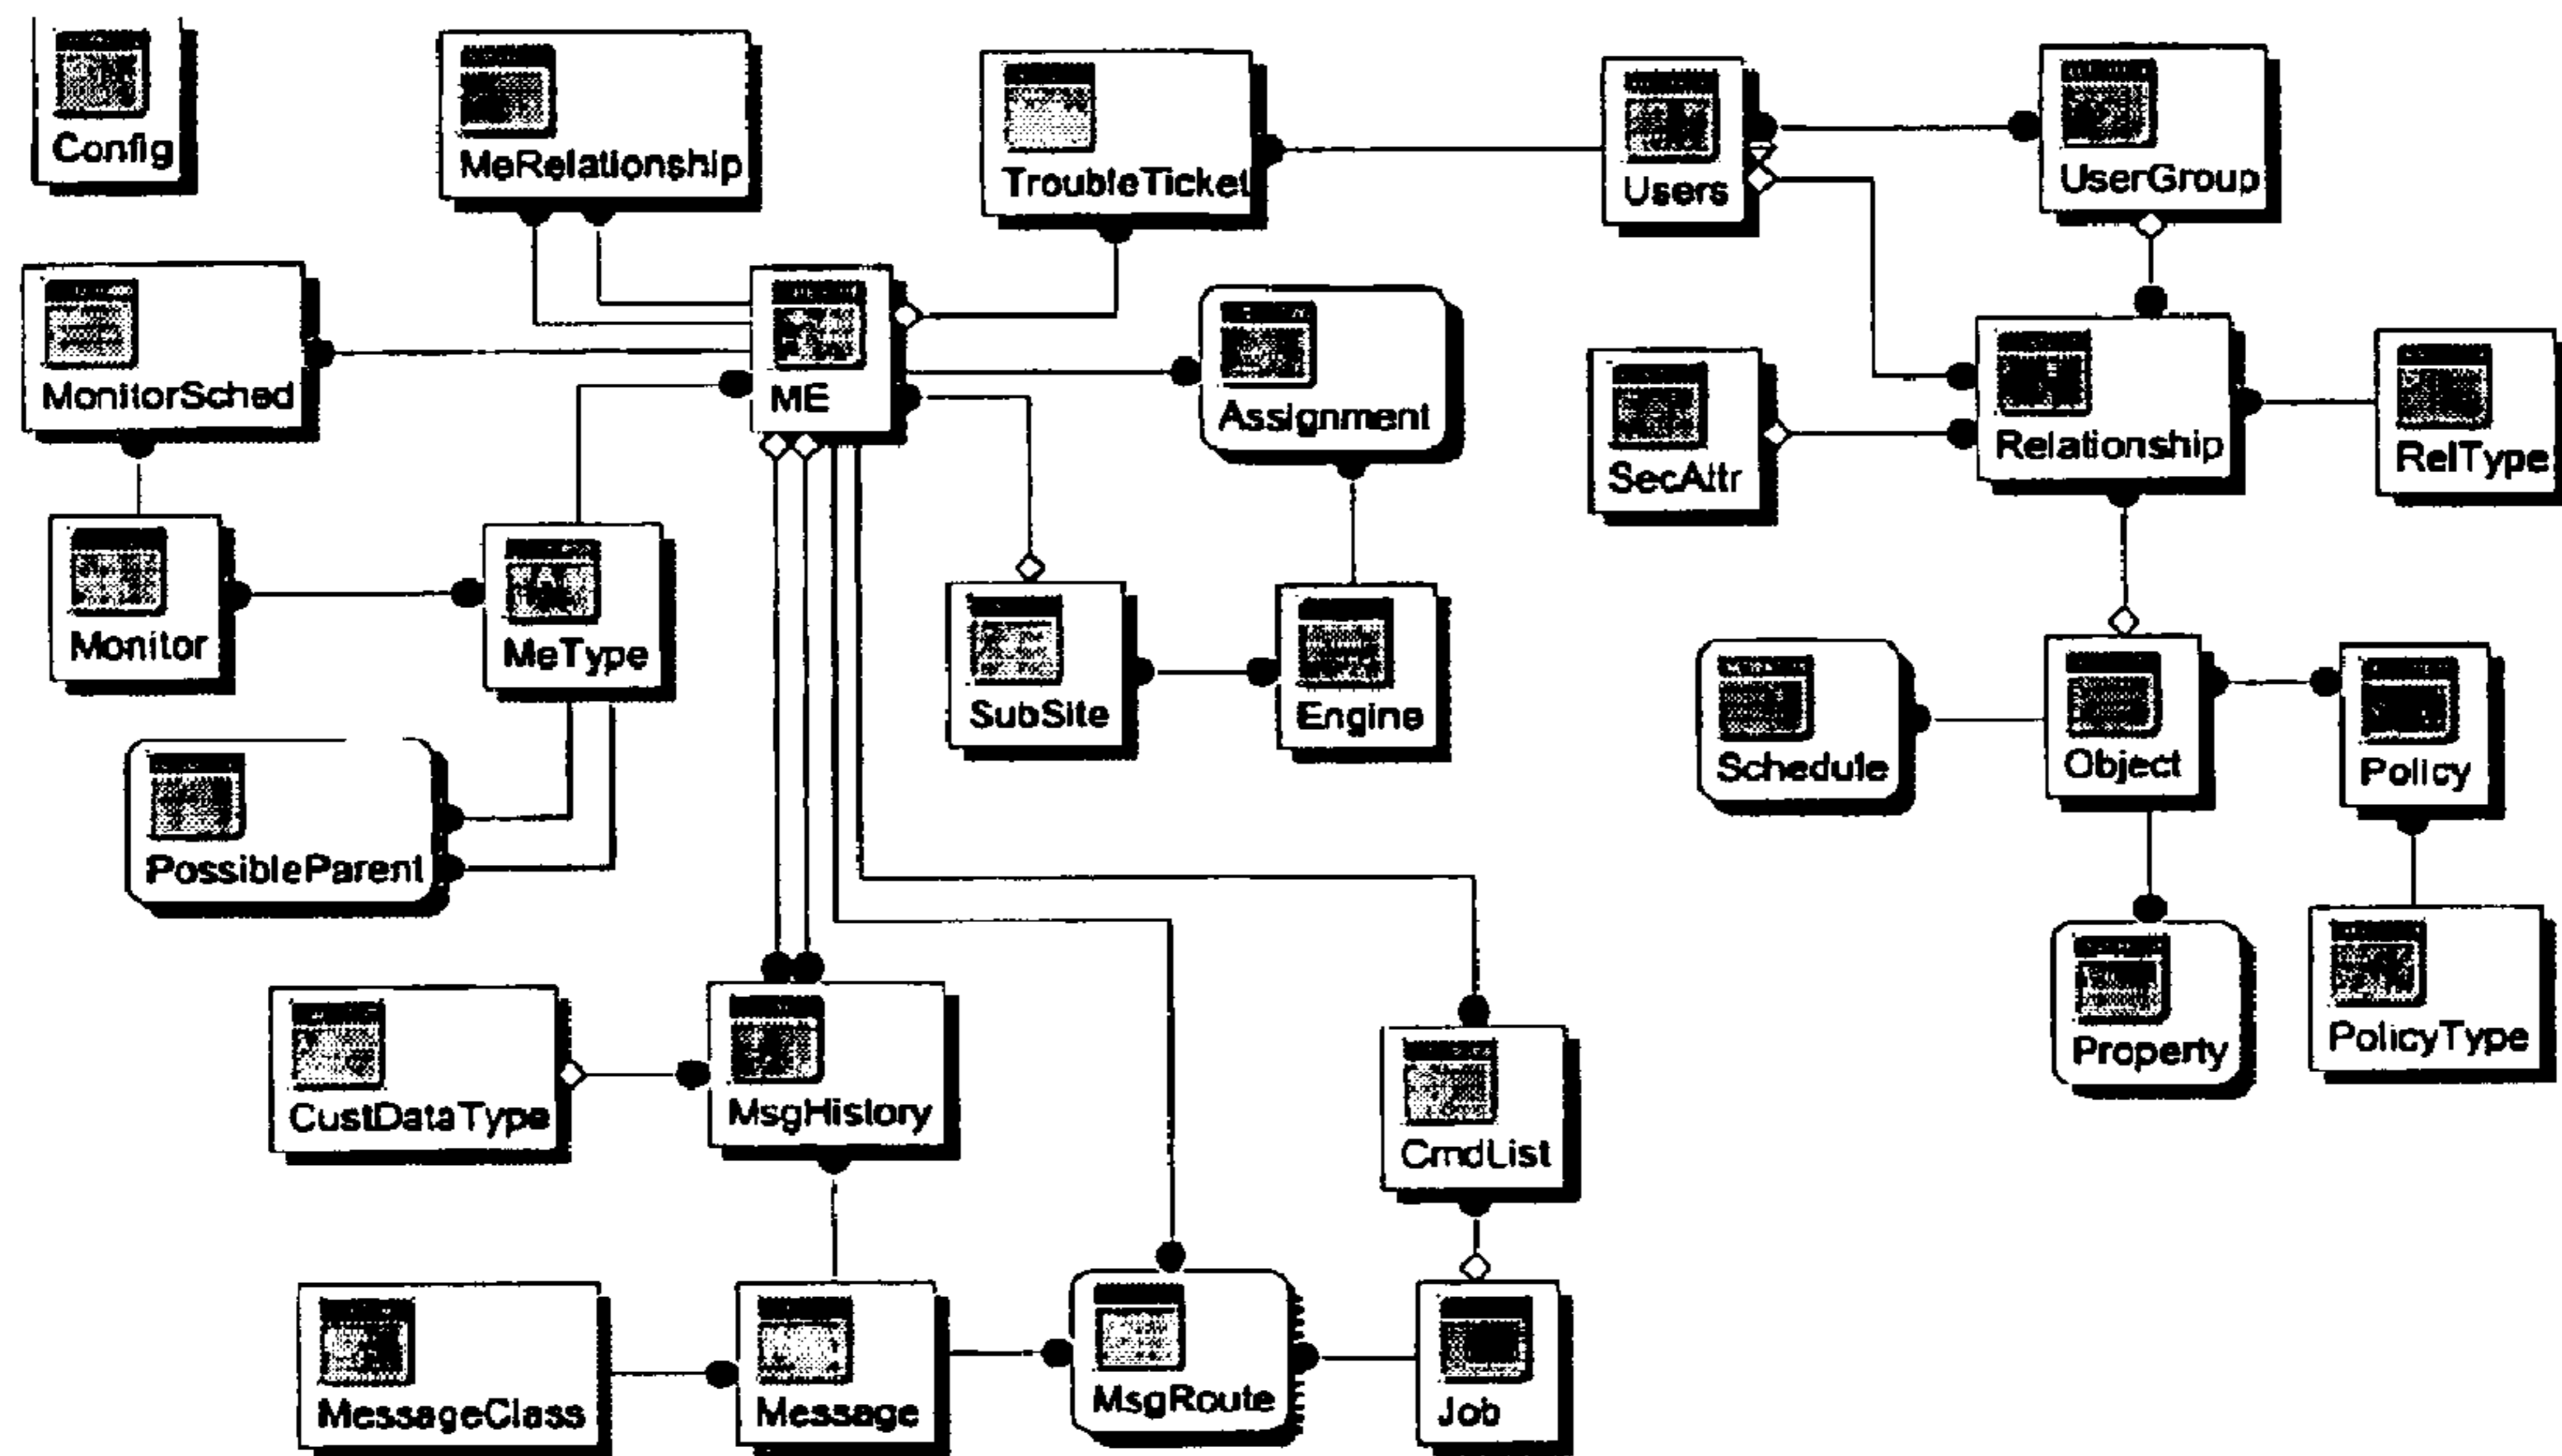 Config
MeRelationship
TroubleTicket
Users
UserGroup
MonitorSched
ME
Assignment
SecAttr
Relationship
RelType
Monitor
MeType
SubSite
Engine
Schedule
Object
Policy
PossibleParent
CustDataType
MsgHistory
CmdList
Property
PolicyType
MessageClass
Message
MsgRoute
Job